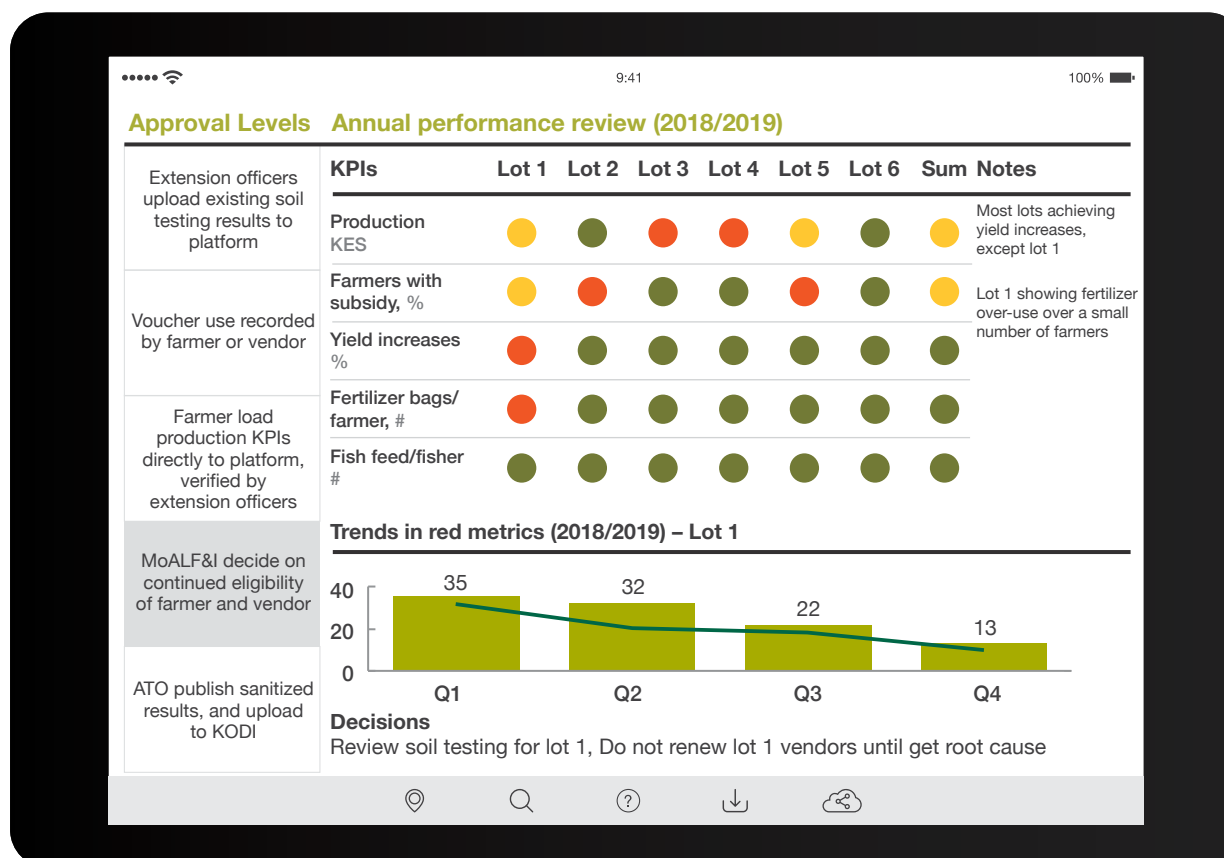 9:41
100%
Approval Levels
Extension officers
upload existing soil
testing results to
platform
Voucher use recorded
by farmer or vendor
Farmer load
production KPIs
directly to platform,
verified by
extension officers
MoALF&I decide on
continued eligibility
of farmer and vendor
ATO publish sanitized
results, and upload
to KODI
Annual performance review (2018/2019)
KPIs Lot 1 Lot 2 Lot 3 Lot 4 Lot 5 Lot 6 Sum Notes
Production
KES
Farmers with
subsidy, %
Yield increases
%
Fertilizer bags/
farmer, #
Fish feed/fisher
#
Most lots achieving
yield increases,
except lot 1
Lot 1 showing fertilizer
over-use over a small
number of farmers
Trends in red metrics (2018/2019) – Lot 1
40
20
0
35
32
22
13
Q1 Q2 Q3 Q4
Decisions
Review soil testing for lot 1, Do not renew lot 1 vendors until get root cause
?